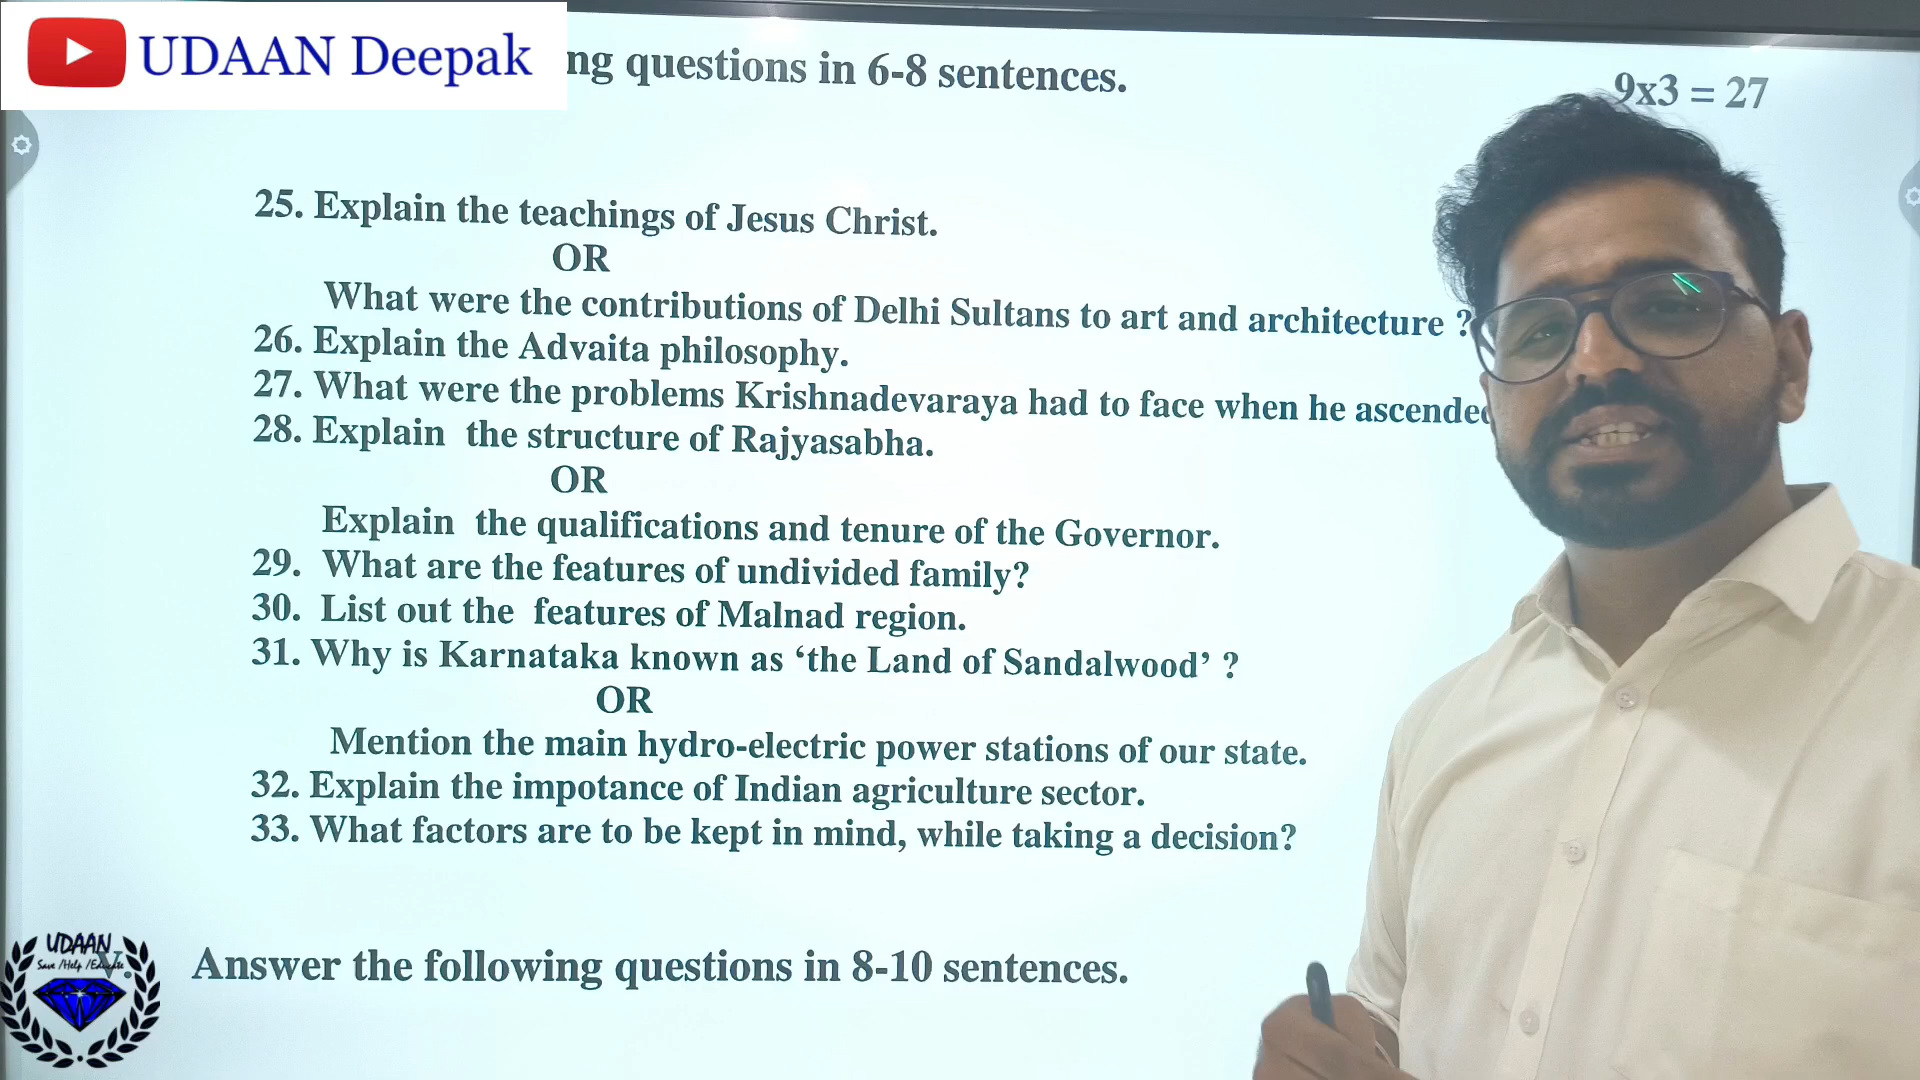 UDAAN Deepak
ng questions in 6-8 sentences.
9x3 = 27
25. Explain the teachings of Jesus Christ.
OR
What were the contributions of Delhi Sultans to art and architecture ?
26. Explain the Advaita philosophy.
27. What were the problems Krishnadevaraya had to face when he ascended
28. Explain the structure of Rajyasabha.
OR
Explain the qualifications and tenure of the Governor.
29. What are the features of undivided family?
30. List out the features of Malnad region.
31. Why is Karnataka known as ‘the Land of Sandalwood’ ?
OR
Mention the main hydro-electric power stations of our state.
32. Explain the impotance of Indian agriculture sector.
33. What factors are to be kept in mind, while taking a decision?
V. Answer the following questions in 8-10 sentences.
UDAAN
Save /Help /Educate